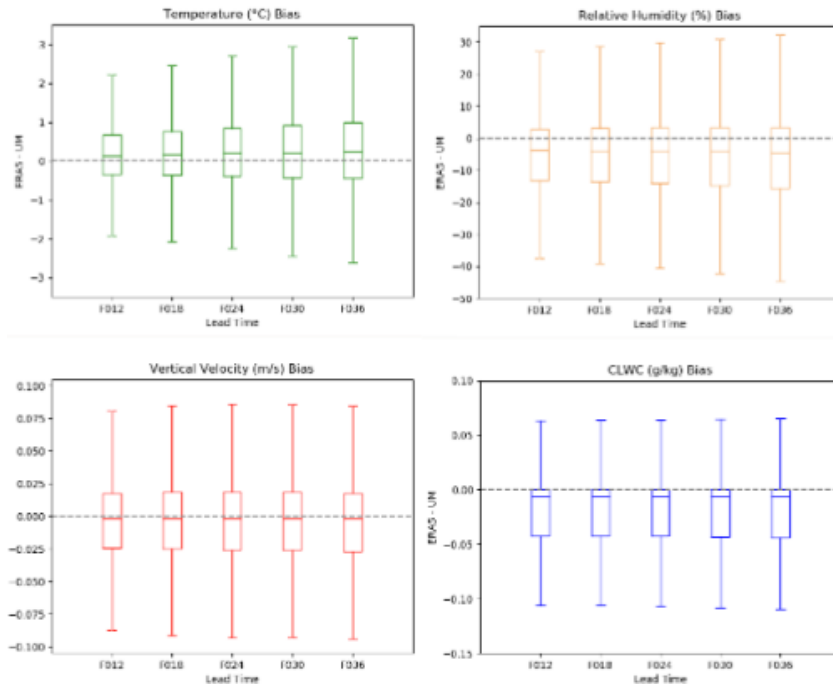 Temperature (°C) Bias
ERA5 - UM
3
2
1
0
−1
−2
−3
F012 F018 F024 F030 F036
Lead Time
Relative Humidity (%) Bias
ERA5 - UM
30
20
10
0
−10
−20
−30
−40
−50
F012 F018 F024 F030 F036
Lead Time
Vertical Velocity (m/s) Bias
0.100
0.075
0.050
0.025
0.000
−0.025
−0.050
−0.075
−0.100
F012 F018 F024 F030 F036
Lead Time
CLWC (g/kg) Bias
ERA5 - UM
0.10
0.05
0.00
−0.05
−0.10
−0.15
F012 F018 F024 F030 F036
Lead Time